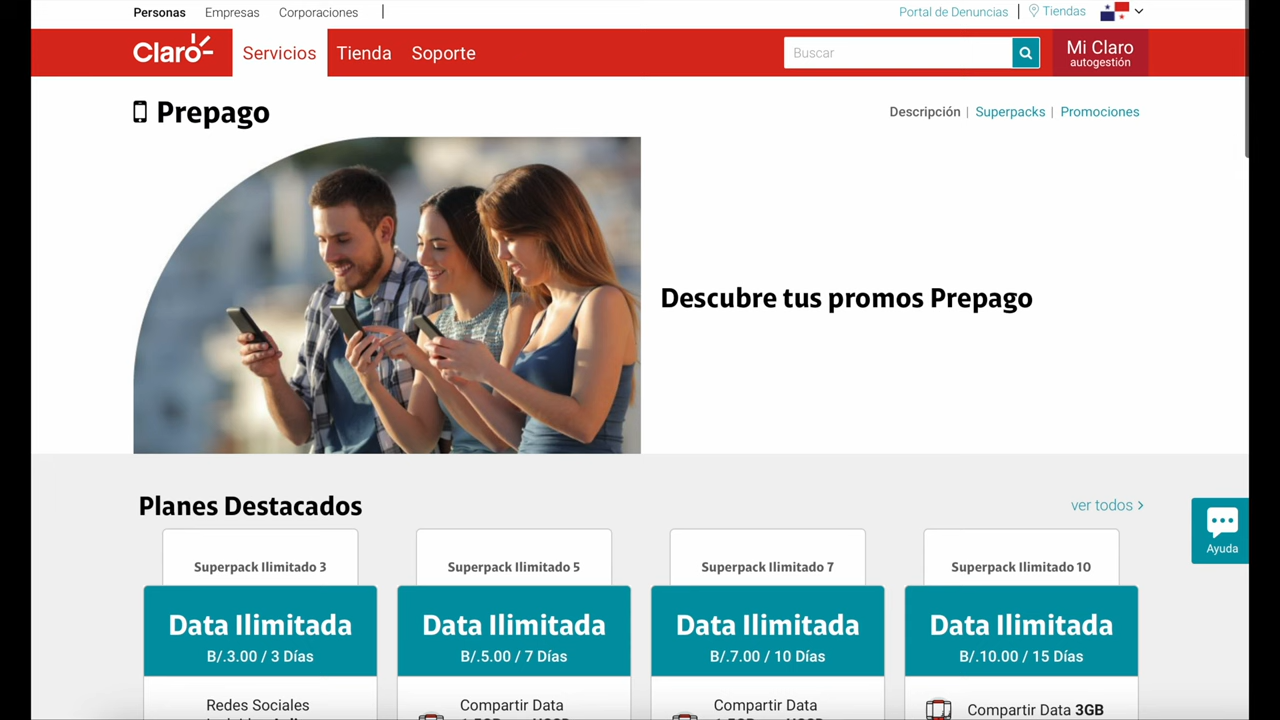 Personas Empresas Corporaciones
Portal de Denuncias Tiendas
Claro Servicios Tienda Soporte
Buscar
Mi Claro
autogestión
Prepago
Descripción | Superpacks | Promociones
Descubre tus promos Prepago
Planes Destacados
ver todos >
Ayuda
Superpack Ilimitado 3
Data Ilimitada
B/.3.00 / 3 Días
Redes Sociales
Superpack Ilimitado 5
Data Ilimitada
B/.5.00 / 7 Días
Compartir Data
Superpack Ilimitado 7
Data Ilimitada
B/.7.00 / 10 Días
Compartir Data
Superpack Ilimitado 10
Data Ilimitada
B/.10.00 / 15 Días
Compartir Data 3GB